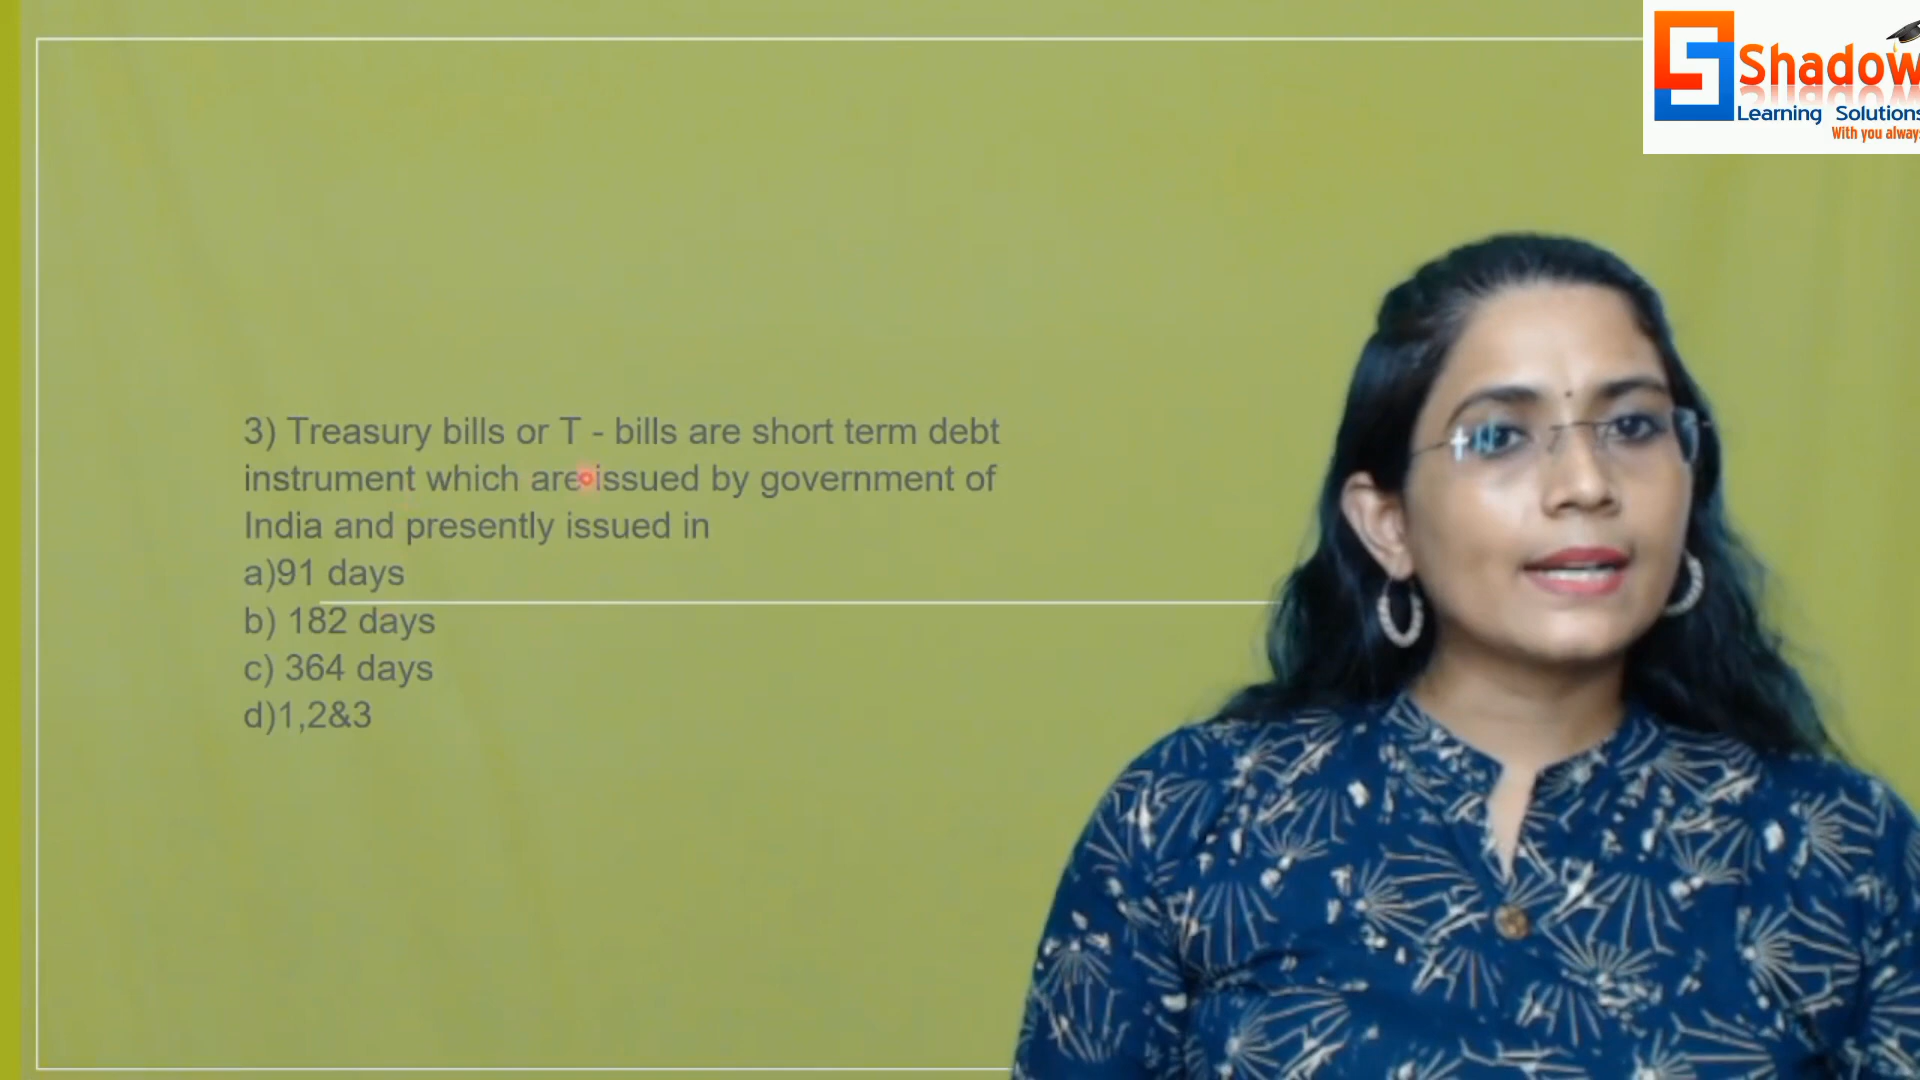 Shadow
Learning Solutions
With you always
3) Treasury bills or T - bills are short term debt
instrument which are issued by government of
India and presently issued in
a)91 days
b) 182 days
c) 364 days
d)1,2&3